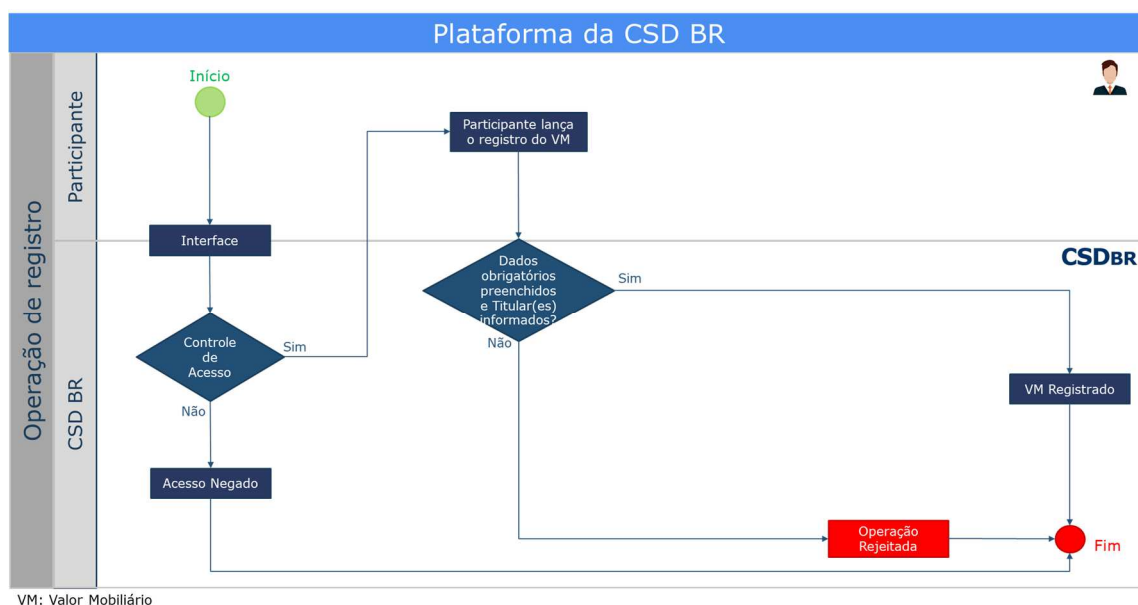 Plataforma da CSD BR
Operação de registro
Participante
CSD BR
Início
Interface
Controle
de
Acesso
Sim
Não
Acesso Negado
Participante lança
o registro do VM
Dados
obrigatórios
preenchidos
e Titular(es)
informados?
Sim
Não
CSDBR
VM Registrado
Operação
Rejeitada
Fim
VM: Valor Mobiliário